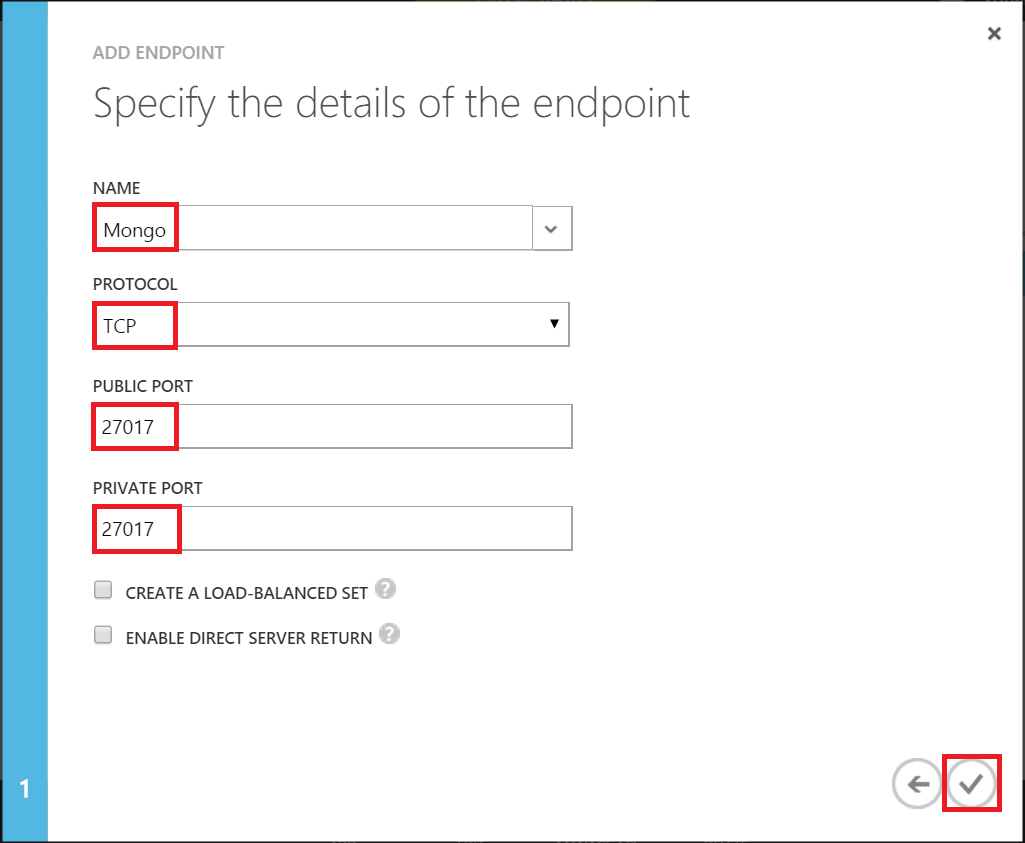 ADD ENDPOINT
Specify the details of the endpoint
NAME
Mongo
PROTOCOL
TCP
PUBLIC PORT
27017
PRIVATE PORT
27017
CREATE A LOAD-BALANCED SET ?
ENABLE DIRECT SERVER RETURN ?
1